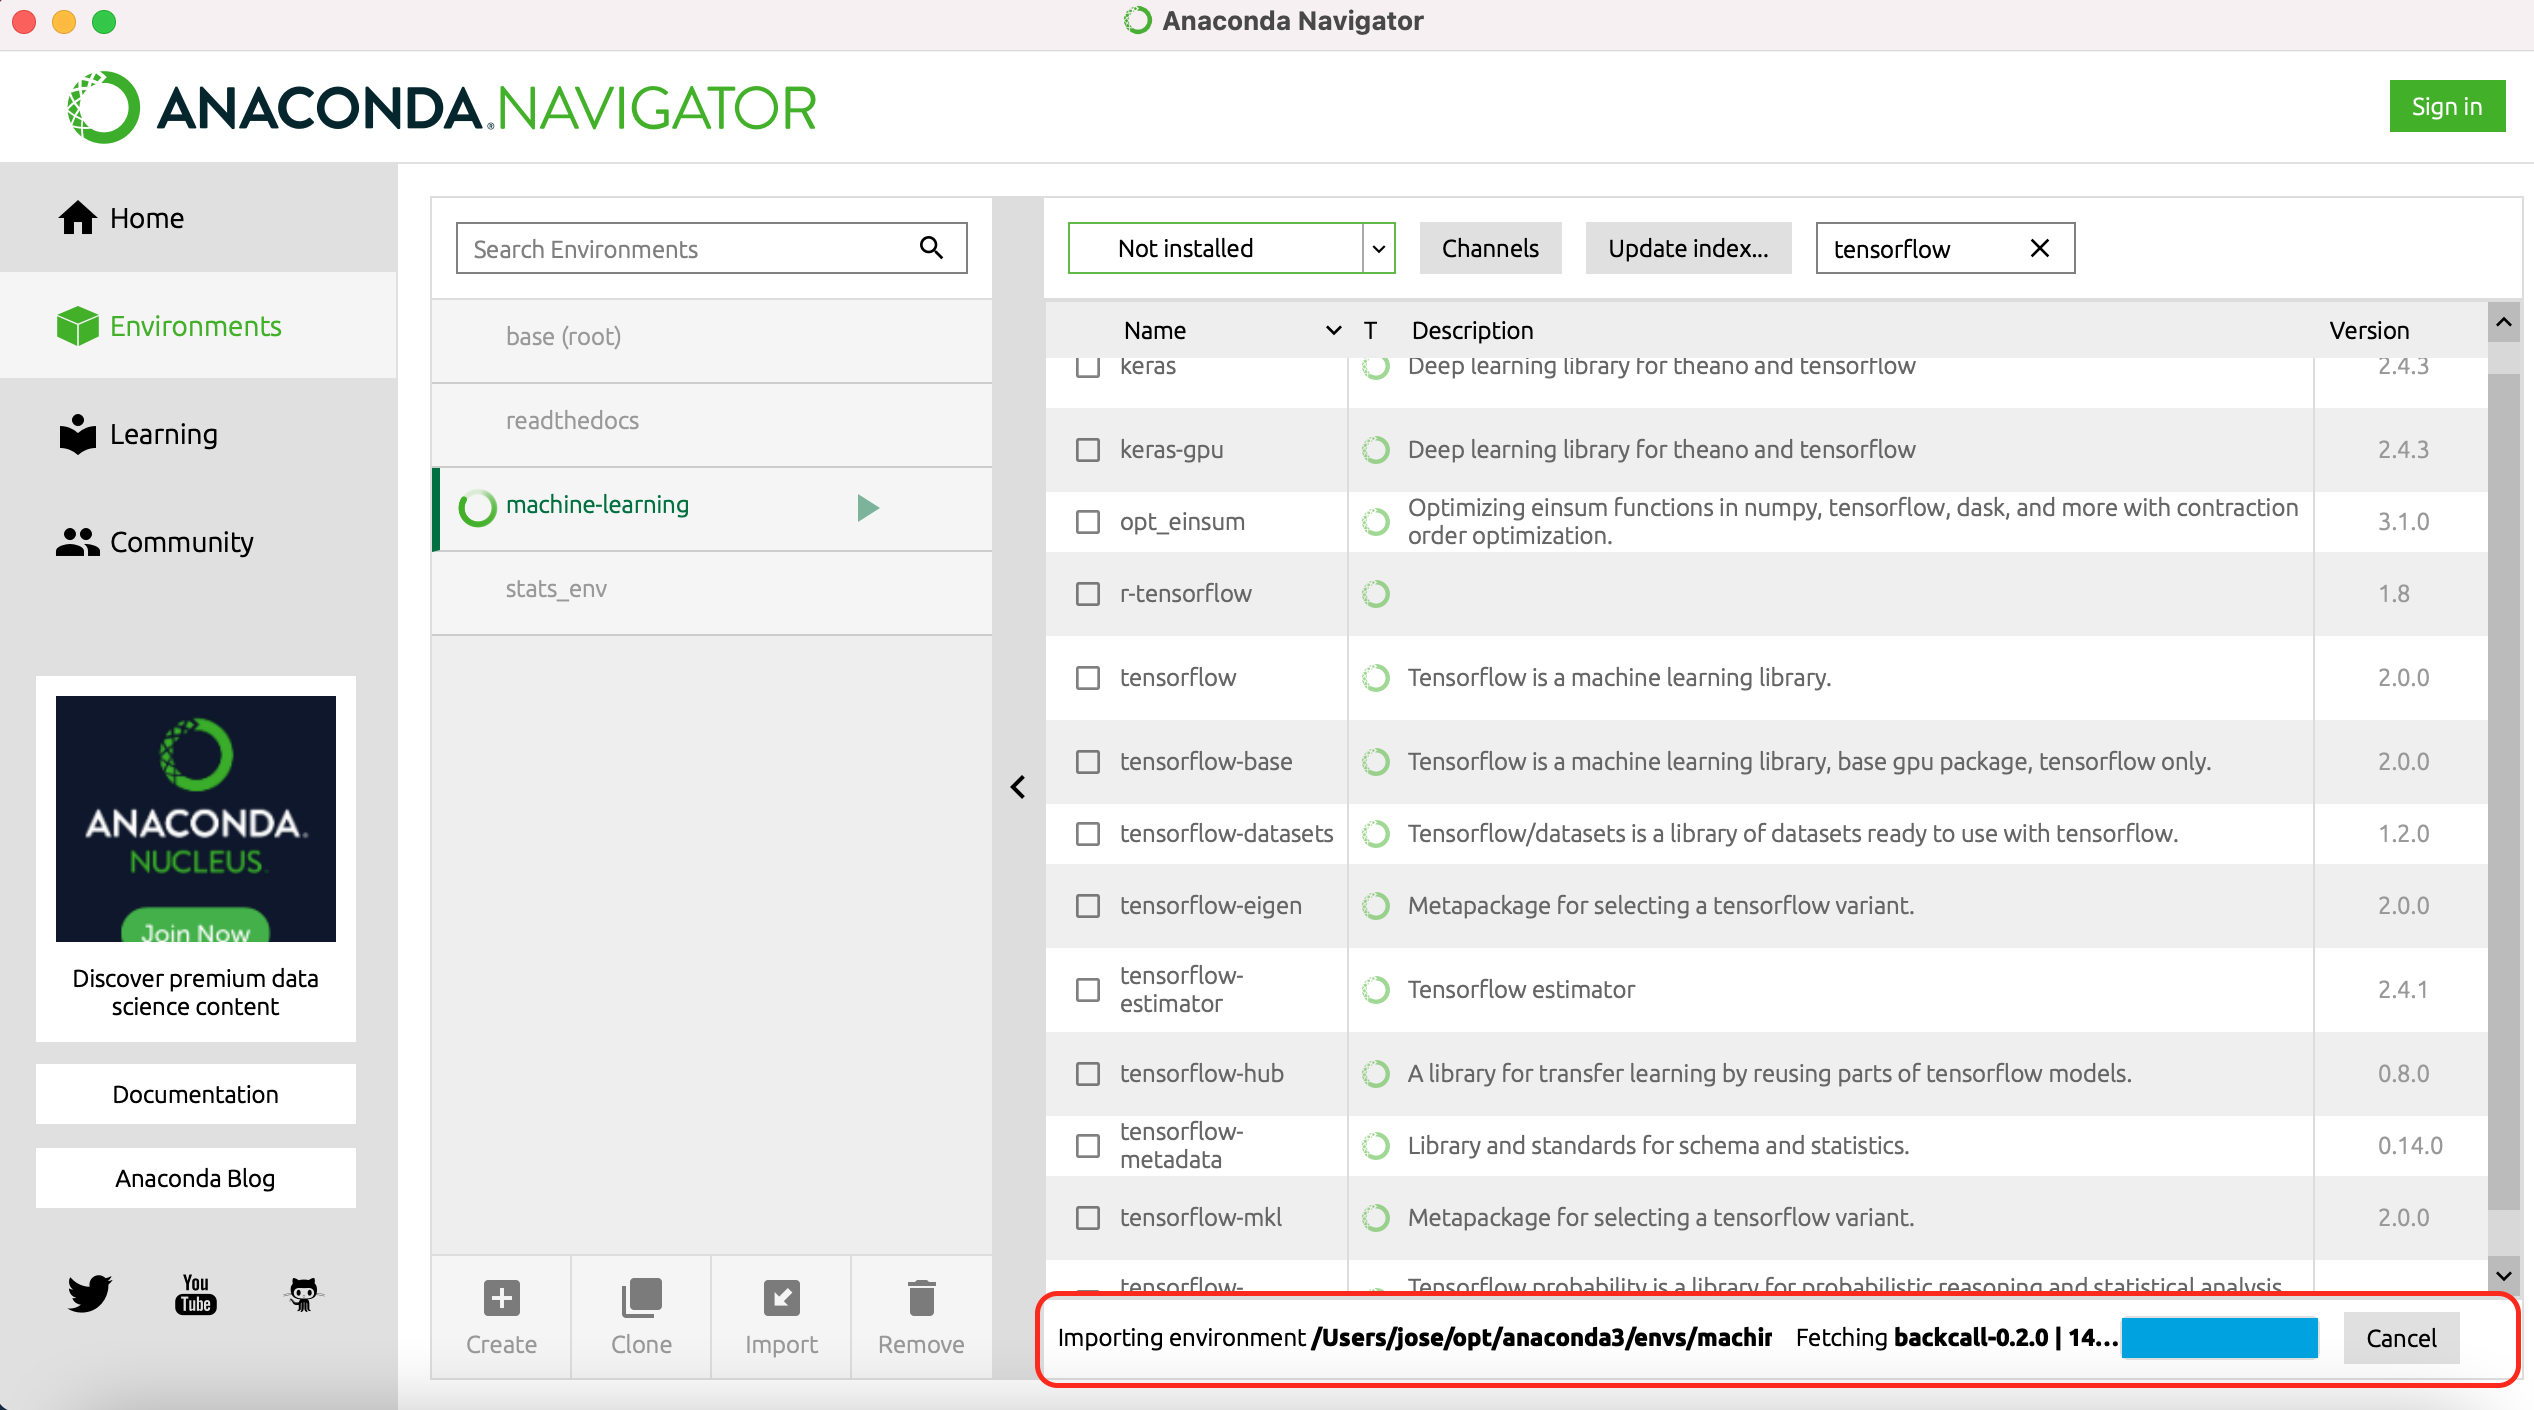 Anaconda Navigator
ANACONDA.NAVIGATOR
Sign in
Home
Environments
Learning
Community
ANACONDA.
NUCLEUS
Join Now
Discover premium data
science content
Documentation
Anaconda Blog
You
Tube
Search Environments
base (root)
readthedocs
machine-learning
stats_env
Create
Clone
Import
Remove
Not installed
Channels
Update index...
tensorflow
Name T Description Version
keras Deep learning library for theano and tensorflow 2.4.3
keras-gpu Deep learning library for theano and tensorflow 2.4.3
opt_einsum Optimizing einsum functions in numpy, tensorflow, dask, and more with contraction
order optimization. 3.1.0
r-tensorflow 1.8
tensorflow Tensorflow is a machine learning library. 2.0.0
tensorflow-base Tensorflow is a machine learning library, base gpu package, tensorflow only. 2.0.0
tensorflow-datasets Tensorflow/datasets is a library of datasets ready to use with tensorflow. 1.2.0
tensorflow-eigen Metapackage for selecting a tensorflow variant. 2.0.0
tensorflow-
estimator Tensorflow estimator 2.4.1
tensorflow-hub A library for transfer learning by reusing parts of tensorflow models. 0.8.0
tensorflow-
metadata Library and standards for schema and statistics. 0.14.0
tensorflow-mkl Metapackage for selecting a tensorflow variant. 2.0.0
tensorflow- Tensorflow probability is a library for probabilistic reasoning and statistical analysis
Importing environment /Users/jose/opt/anaconda3/envs/machin Fetching backcall-0.2.0 | 14... Cancel